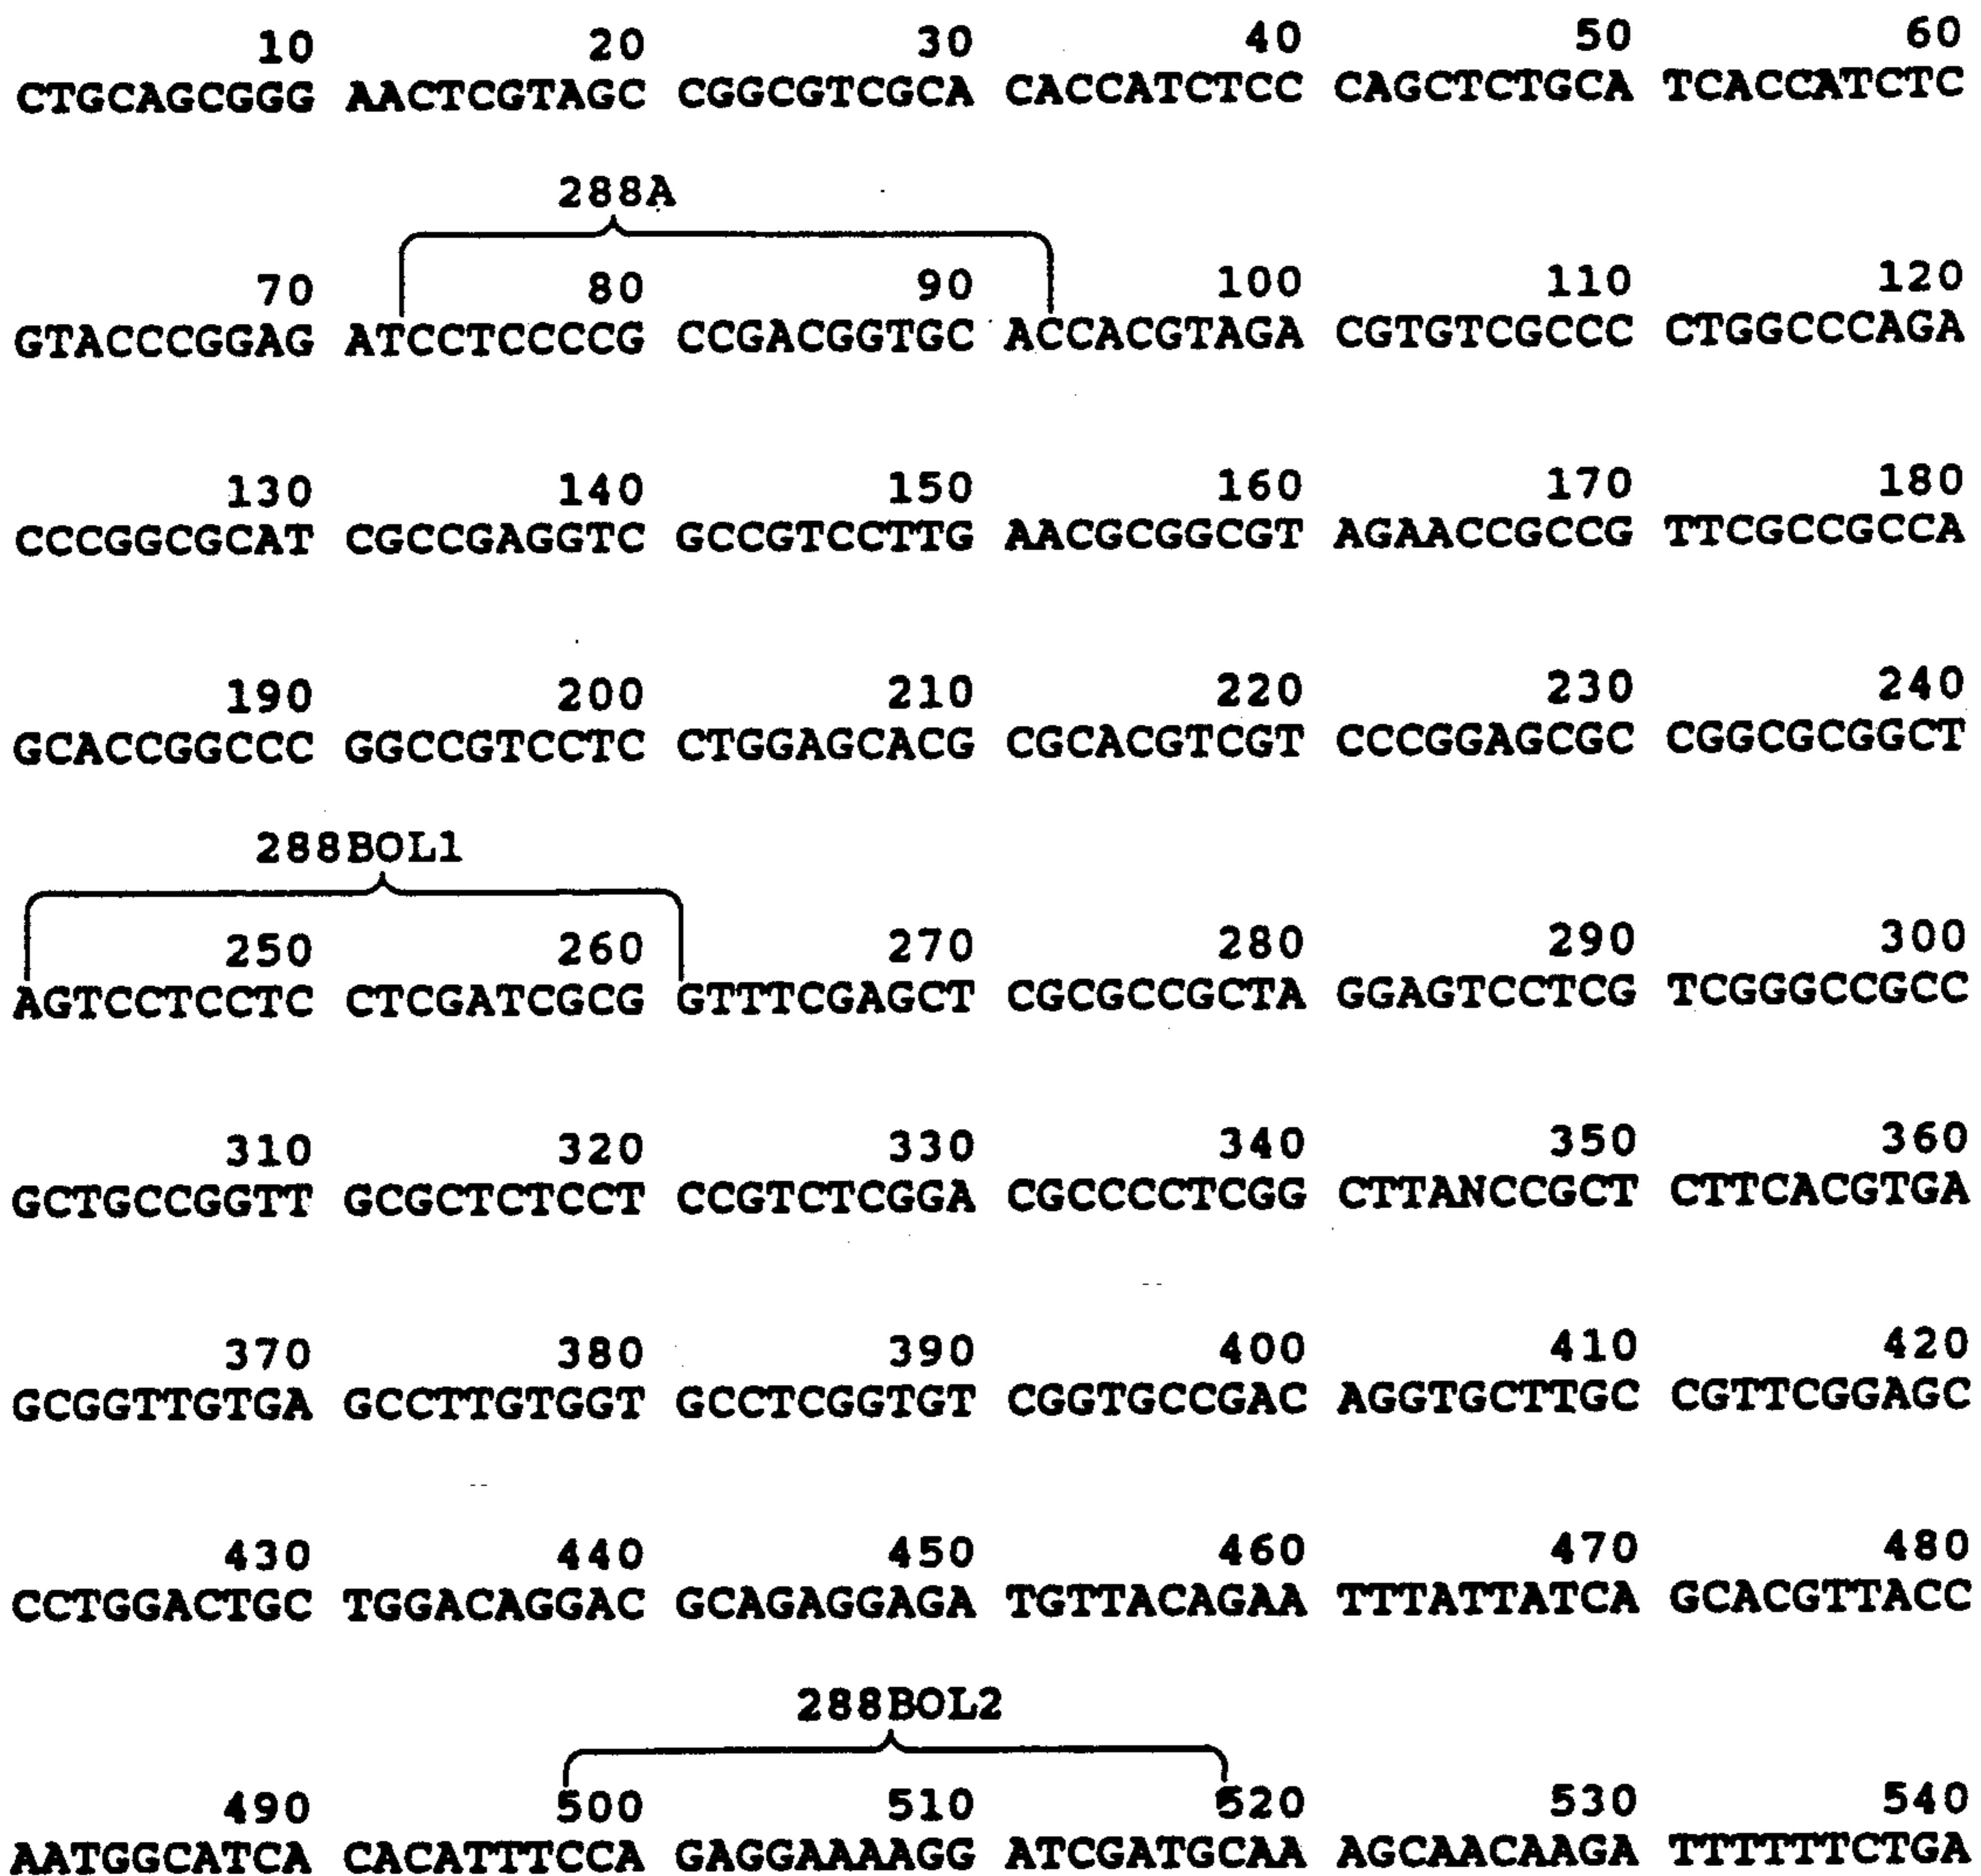 10 20 30 40 50 60
CTGCAGCGGG AACTCGTAGC CGGCGTCGCA CACCATCTCC CAGCTCTGCA TCACCATCTC
288A
70 80 90 100 110 120
GTACCCGGAG ATCCTCCCCG CCGACGGTGC ACCACGTAGA CGTGTCGCCC CTGGCCCAGA
130 140 150 160 170 180
CCCGGCGCAT CGCCGAGGTC GCCGTCCTTG AACGCGGCGT AGAACCGCCG TTCGCCGCCA
190 200 210 220 230 240
GCACCGGCCC GGCCGTCCTC CTGGAGCACG CGCACGTCGT CCCGGAGCGC CGGCGCGGCT
288BOL1
250 260 270 280 290 300
AGTCCTCCTC CTCGATCGCG GTTTCGAGCT CGCGCCGCTA GGAGTCCTCG TCGGGCCGCC
310 320 330 340 350 360
GCTGCCGGTT GCGCTCTCCT CCGTCTCGGA CGCCCCTCGG CTTANCCGCT CTTCACGTGA
370 380 390 400 410 420
GCGGTTGTGA GCCTTGTGGT GCCTCGGTGT CGGTGCCGAC AGGTGCTTGC CGTTCGGAGC
430 440 450 460 470 480
CCTGGACTGC TGGACAGGAC GCAGAGGAGA TGTTACAGAA TTTATTATCA GCACGTTACC
288BOL2
490 500 510 520 530 540
AATGGCATCA CACATTTCCA GAGGAAAAGG ATCGATGCAA AGCAACAAGA TTTTTTCTGA